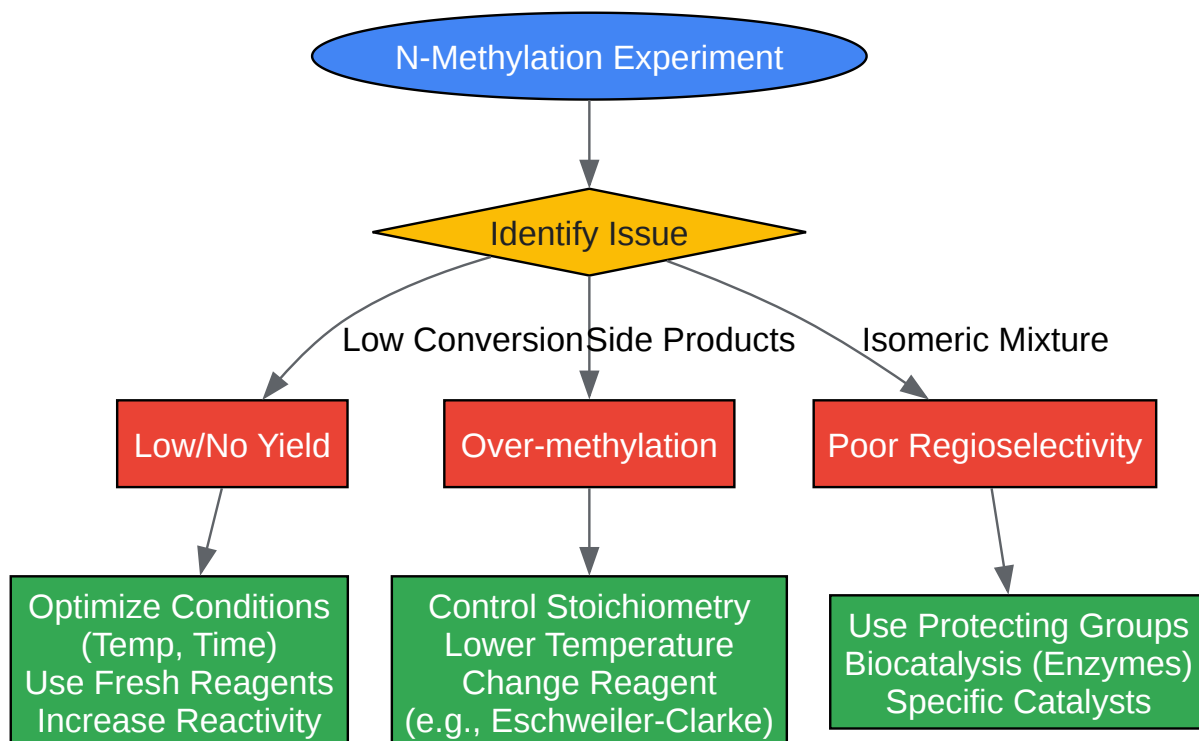 N-Methylation Experiment
Identify Issue
Low Conversion
Side Products
Isomeric Mixture
Low/No Yield
Over-methylation
Poor Regioselectivity
Optimize Conditions
(Temp, Time)
Use Fresh Reagents
Increase Reactivity
Control Stoichiometry
Lower Temperature
Change Reagent
(e.g., Eschweiler-Clarke)
Use Protecting Groups
Biocatalysis (Enzymes)
Specific Catalysts